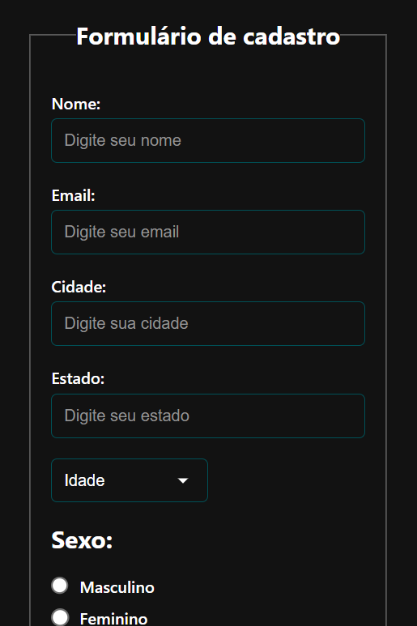 Formulário de cadastro
Nome:
Digite seu nome
Email:
Digite seu email
Cidade:
Digite sua cidade
Estado:
Digite seu estado
Idade
Sexo:
Masculino
Feminino